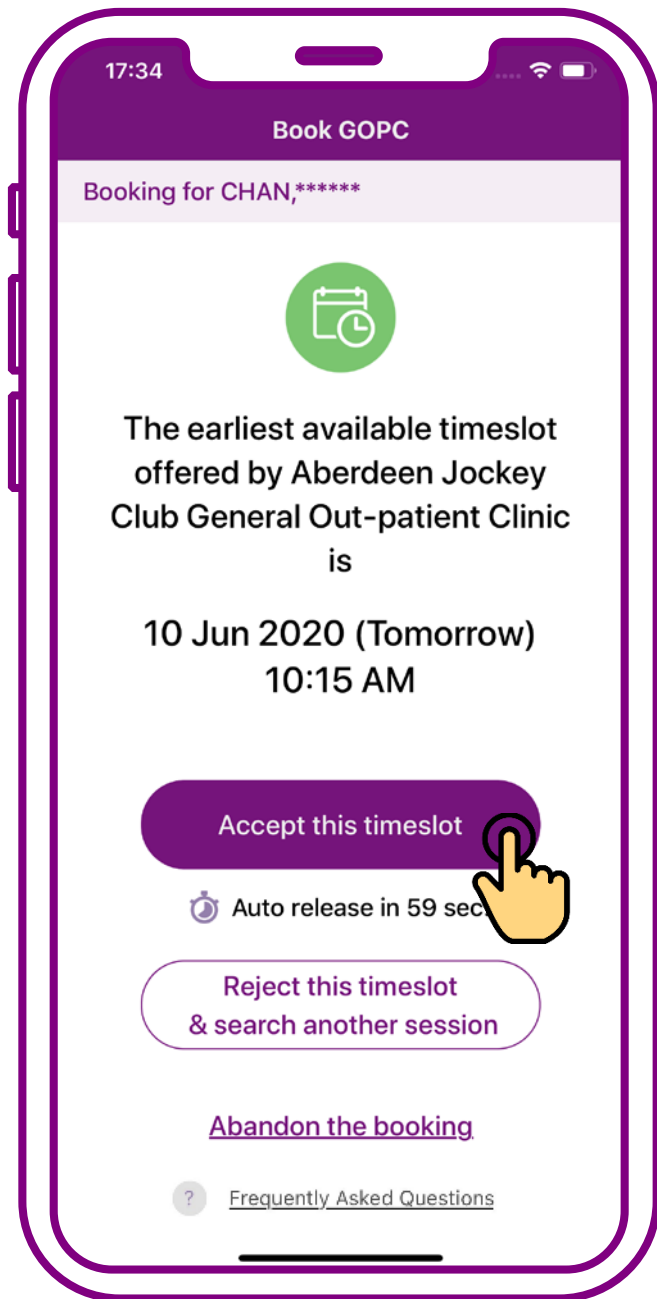 17:34
Book GOPC
Booking for CHAN,******
The earliest available timeslot
offered by Aberdeen Jockey
Club General Out-patient Clinic
is
10 Jun 2020 (Tomorrow)
10:15 AM
Accept this timeslot
Auto release in 59 sec
Reject this timeslot
& search another session
Abandon the booking
? Frequently Asked Questions